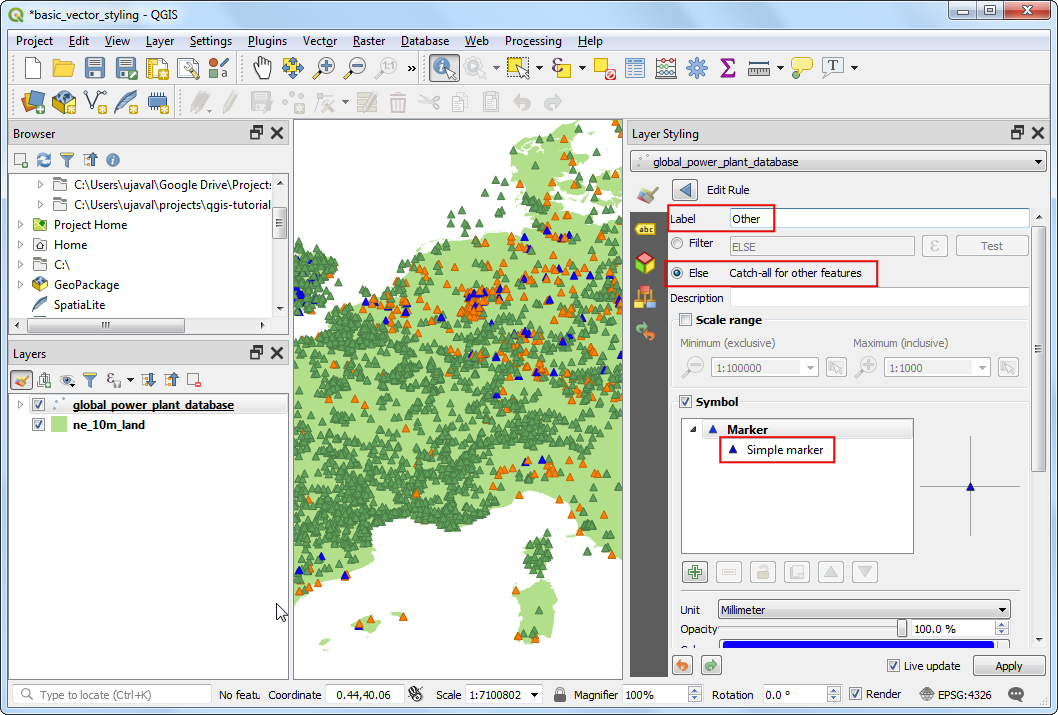 *basic_vector_styling - QGIS
Project Edit View Layer Settings Plugins Vector Raster Database Web Processing Help
Browser
C:\Users\ujaval\Google Drive\Projects
C:\Users\ujaval\projects\qgis-tutorial
Project Home
Home
C:\
GeoPackage
SpatiaLite
Layers
global_power_plant_database
ne_10m_land
Layer Styling
global_power_plant_database
Edit Rule
Label Other
Filter ELSE ε Test
Else Catch-all for other features
Description
Scale range
Minimum (exclusive) Maximum (inclusive)
1:100000 1:1000
Symbol
Marker
Simple marker
Unit Millimeter
Opacity 100.0 %
Live update Apply
Type to locate (Ctrl+K) No featu Coordinate 0.44,40.06 Scale 1:7100802 Magnifier 100% Rotation 0.0 ° Render EPSG:4326